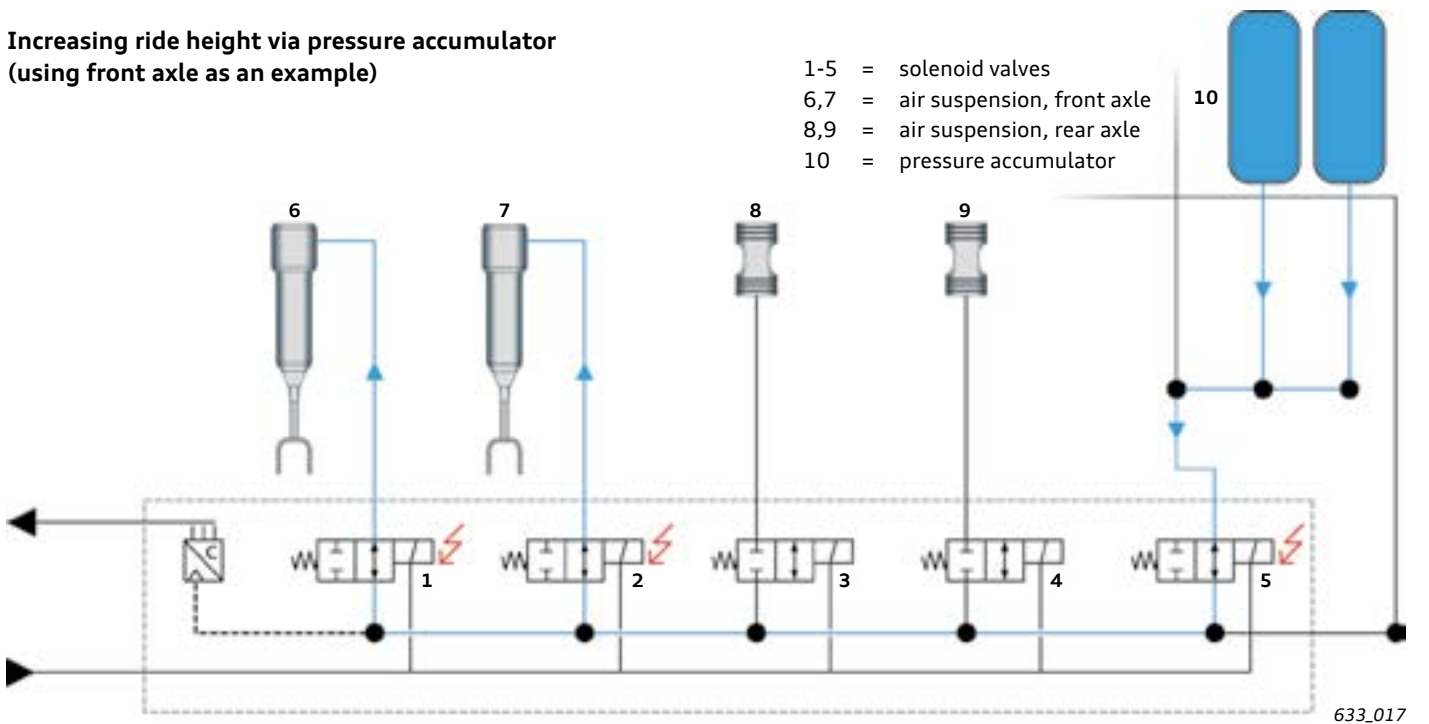 Increasing ride height via pressure accumulator
(using front axle as an example)
1-5 = solenoid valves
6,7 = air suspension, front axle
8,9 = air suspension, rear axle
10 = pressure accumulator
10
6
7
8
9
C
1
2
3
4
5
633_017